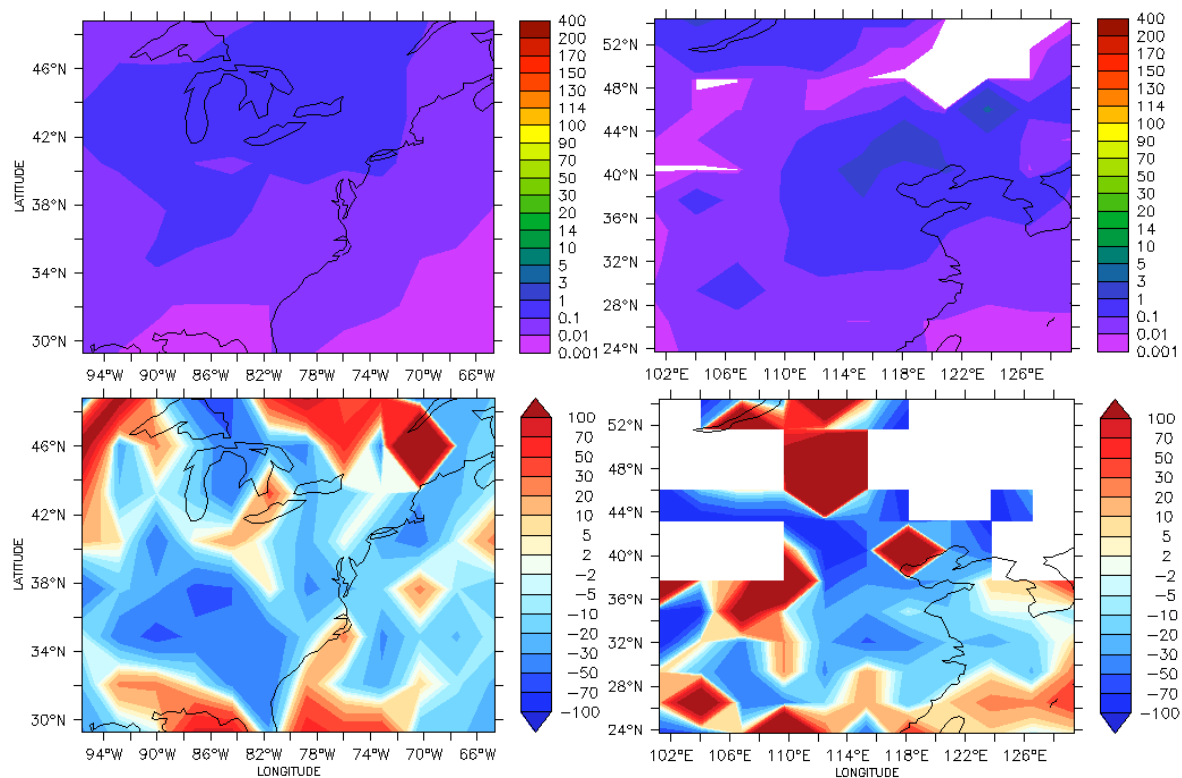 46°N
42°N
38°N
34°N
30°N
LATITUDE
94°W 90°W 86°W 82°W 78°W 74°W 70°W 66°W
400
200
170
150
130
114
100
90
70
50
30
20
14
10
5
3
1
0.1
0.01
0.001
52°N
48°N
44°N
40°N
36°N
32°N
28°N
24°N
102°E 106°E 110°E 114°E 118°E 122°E 126°E
400
200
170
150
130
114
100
90
70
50
30
20
14
10
5
3
1
0.1
0.01
0.001
46°N
42°N
38°N
34°N
30°N
LATITUDE
94°W 90°W 86°W 82°W 78°W 74°W 70°W 66°W
LONGITUDE
100
70
50
30
20
10
5
2
−2
−5
−10
−20
−30
−50
−70
−100
52°N
48°N
44°N
40°N
36°N
32°N
28°N
24°N
102°E 106°E 110°E 114°E 118°E 122°E 126°E
LONGITUDE
100
70
50
30
20
10
5
2
−2
−5
−10
−20
−30
−50
−70
−100